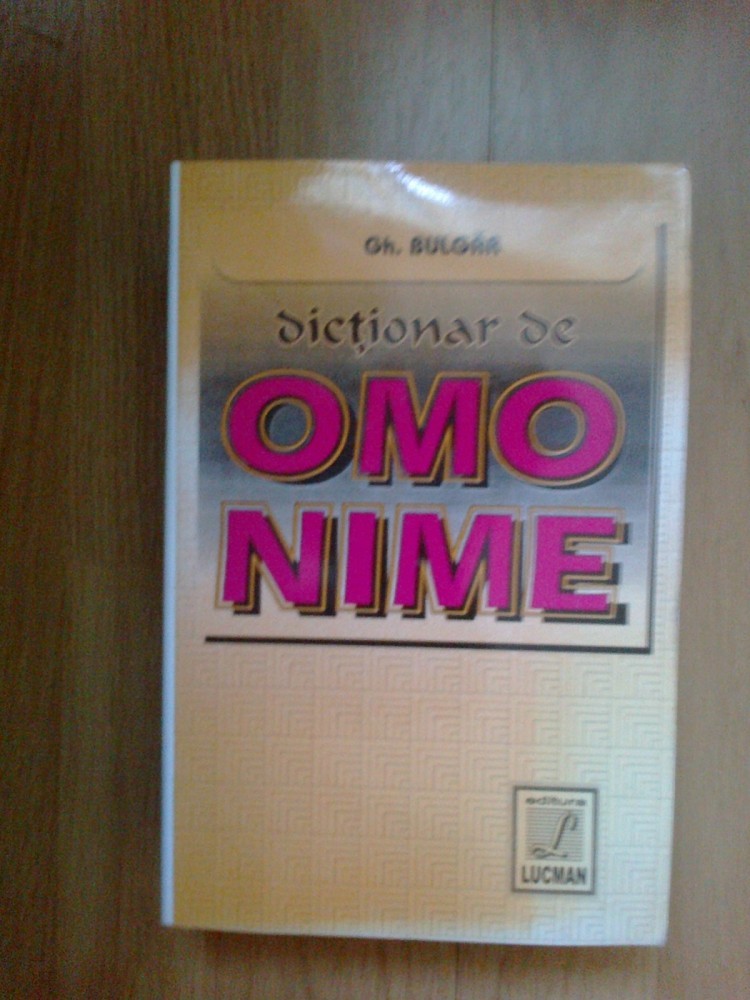 Gh. BULGĂR
dicționar de
OMO
NIME
editura
L
LUCMAN